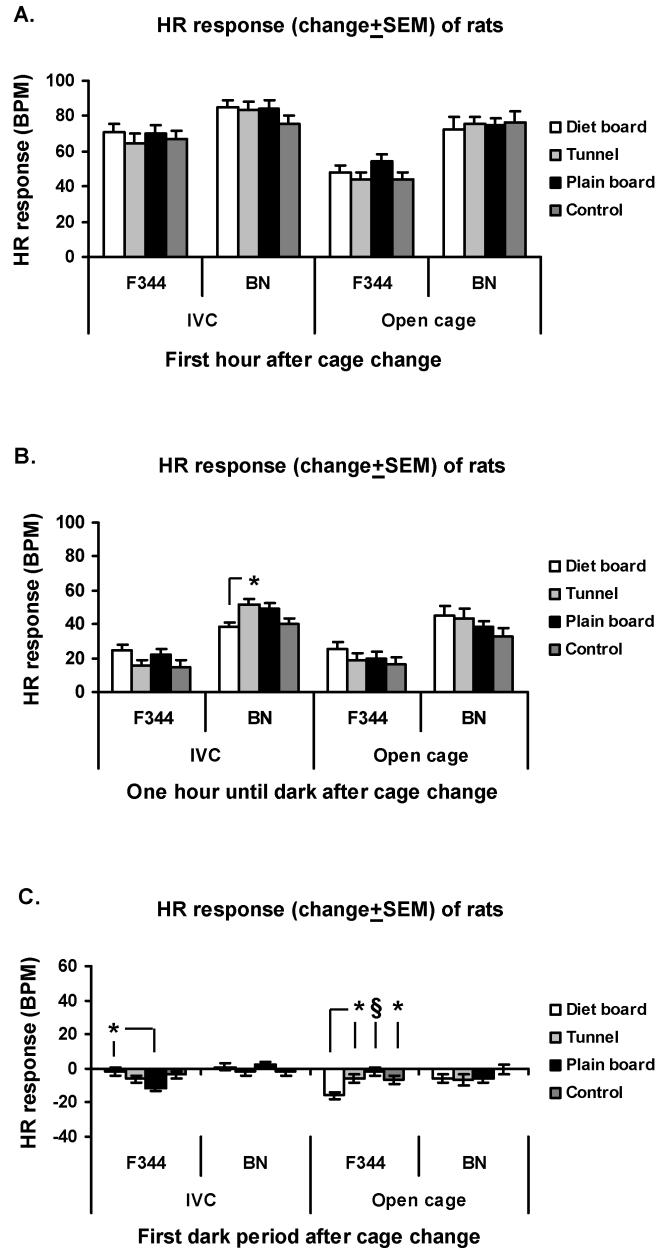 A.
HR response (change+SEM) of rats
HR response (BPM)
100
80
60
40
20
0
F344 BN F344 BN
IVC Open cage
First hour after cage change
Diet board
Tunnel
Plain board
Control
B.
HR response (change+SEM) of rats
HR response (BPM)
100
80
60
40
20
0
*
F344 BN F344 BN
IVC Open cage
One hour until dark after cage change
Diet board
Tunnel
Plain board
Control
C.
HR response (change+SEM) of rats
HR response (BPM)
60
40
20
0
-20
-40
* * § *
F344 BN F344 BN
IVC Open cage
First dark period after cage change
Diet board
Tunnel
Plain board
Control